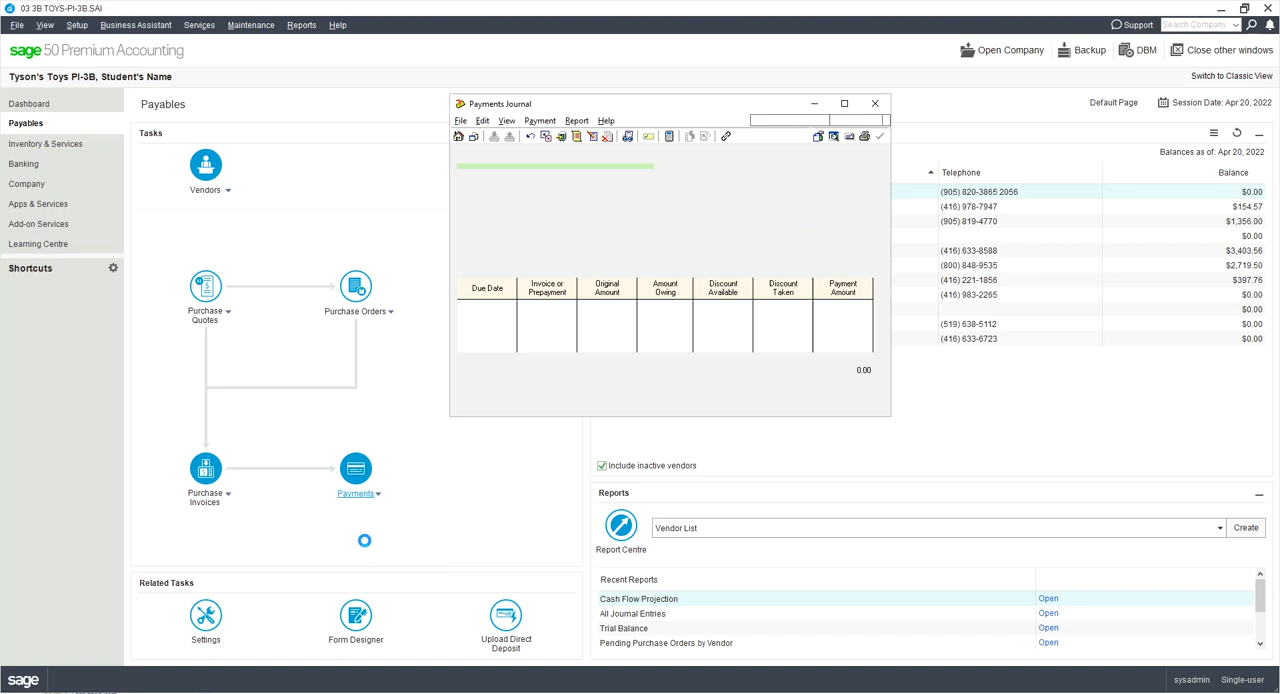 03 3B TOYS-PI-3B.SAI
File View Setup Business Assistant Services Maintenance Reports Help
Support Search Company
sage 50 Premium Accounting
Open Company Backup DBM Close other windows
Tyson's Toys PI-3B, Student's Name
Switch to Classic View
Dashboard
Payables
Inventory & Services
Banking
Company
Apps & Services
Add-on Services
Learning Centre
Shortcuts
Payables
Default Page Session Date: Apr 20, 2022
Tasks
Vendors
Purchase Quotes
Purchase Orders
Purchase Invoices
Payments
Related Tasks
Settings
Form Designer
Upload Direct Deposit
Payments Journal
File Edit View Payment Report Help
Due Date
Invoice or Prepayment
Original Amount
Amount Owing
Discount Available
Discount Taken
Payment Amount
0.00
Balances as of: Apr 20, 2022
Telephone Balance
(905) 820-3865 2056 $0.00
(416) 978-7947 $154.57
(905) 819-4770 $1,356.00
$0.00
(416) 633-8588 $3,403.56
(800) 848-9535 $2,719.50
(416) 221-1856 $397.76
(416) 983-2265 $0.00
$0.00
(519) 638-5112 $0.00
(416) 633-6723 $0.00
Include inactive vendors
Reports
Report Centre
Vendor List Create
Recent Reports
Cash Flow Projection Open
All Journal Entries Open
Trial Balance Open
Pending Purchase Orders by Vendor Open
sage
sysadmin Single-user